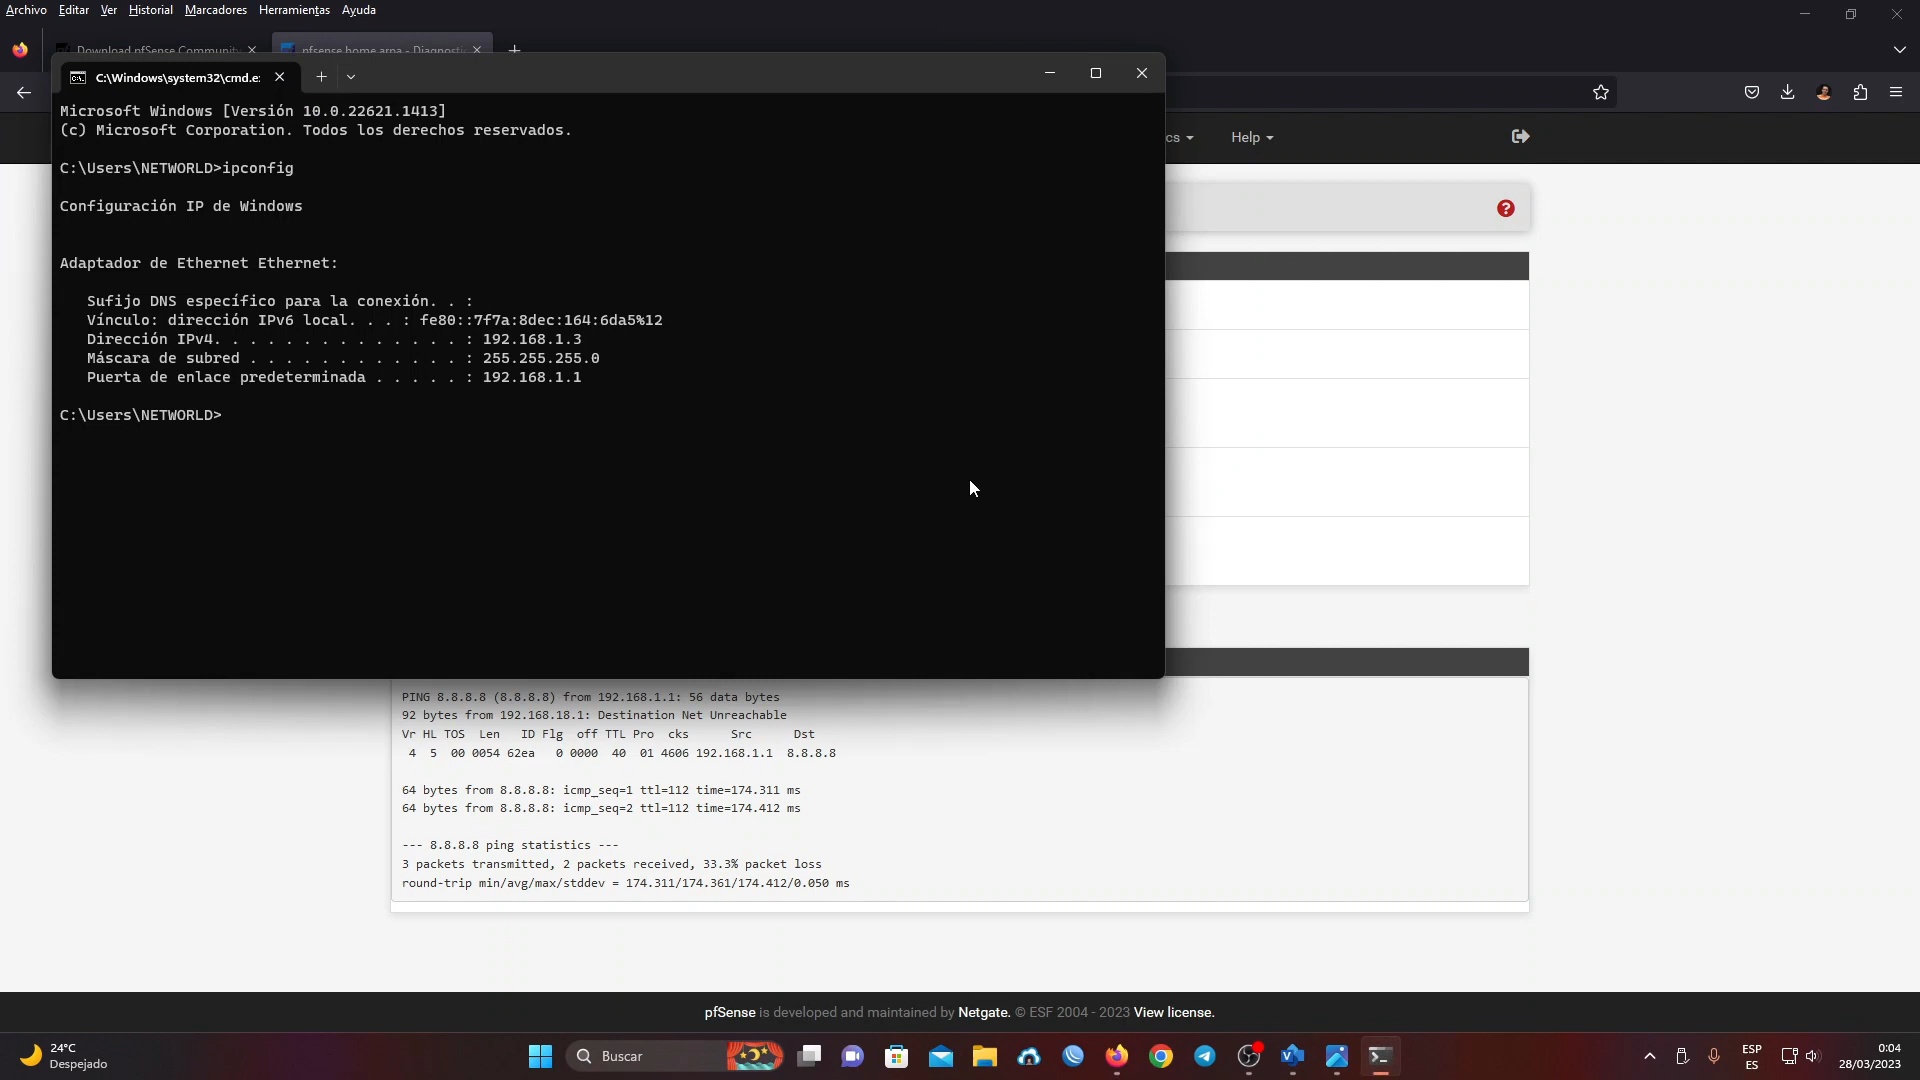 Archivo Editar Ver Historial Marcadores Herramientas Ayuda
Download pfSense Community
pfsense.home.arpa - Diagnostic
C:\Windows\system32\cmd.e
Microsoft Windows [Versión 10.0.22621.1413]
(c) Microsoft Corporation. Todos los derechos reservados.
cs
Help
C:\Users\NETWORLD>ipconfig
Configuración IP de Windows
Adaptador de Ethernet Ethernet:
Sufijo DNS específico para la conexión. . :
Vínculo: dirección IPv6 local. . . : fe80::7f7a:8dec:164:6da5%12
Dirección IPv4. . . . . . . . . . . . . . : 192.168.1.3
Máscara de subred . . . . . . . . . . . . : 255.255.255.0
Puerta de enlace predeterminada . . . . . : 192.168.1.1
C:\Users\NETWORLD>
PING 8.8.8.8 (8.8.8.8) from 192.168.1.1: 56 data bytes
92 bytes from 192.168.18.1: Destination Net Unreachable
Vr HL TOS Len ID Flg off TTL Pro cks Src Dst
4 5 00 0054 62ea 0 0000 40 01 4606 192.168.1.1 8.8.8.8
64 bytes from 8.8.8.8: icmp_seq=1 ttl=112 time=174.311 ms
64 bytes from 8.8.8.8: icmp_seq=2 ttl=112 time=174.412 ms
--- 8.8.8.8 ping statistics ---
3 packets transmitted, 2 packets received, 33.3% packet loss
round-trip min/avg/max/stddev = 174.311/174.361/174.412/0.050 ms
pfSense is developed and maintained by Netgate. © ESF 2004 - 2023 View license.
24°C
Despejado
Buscar
ESP
ES
0:04
28/03/2023